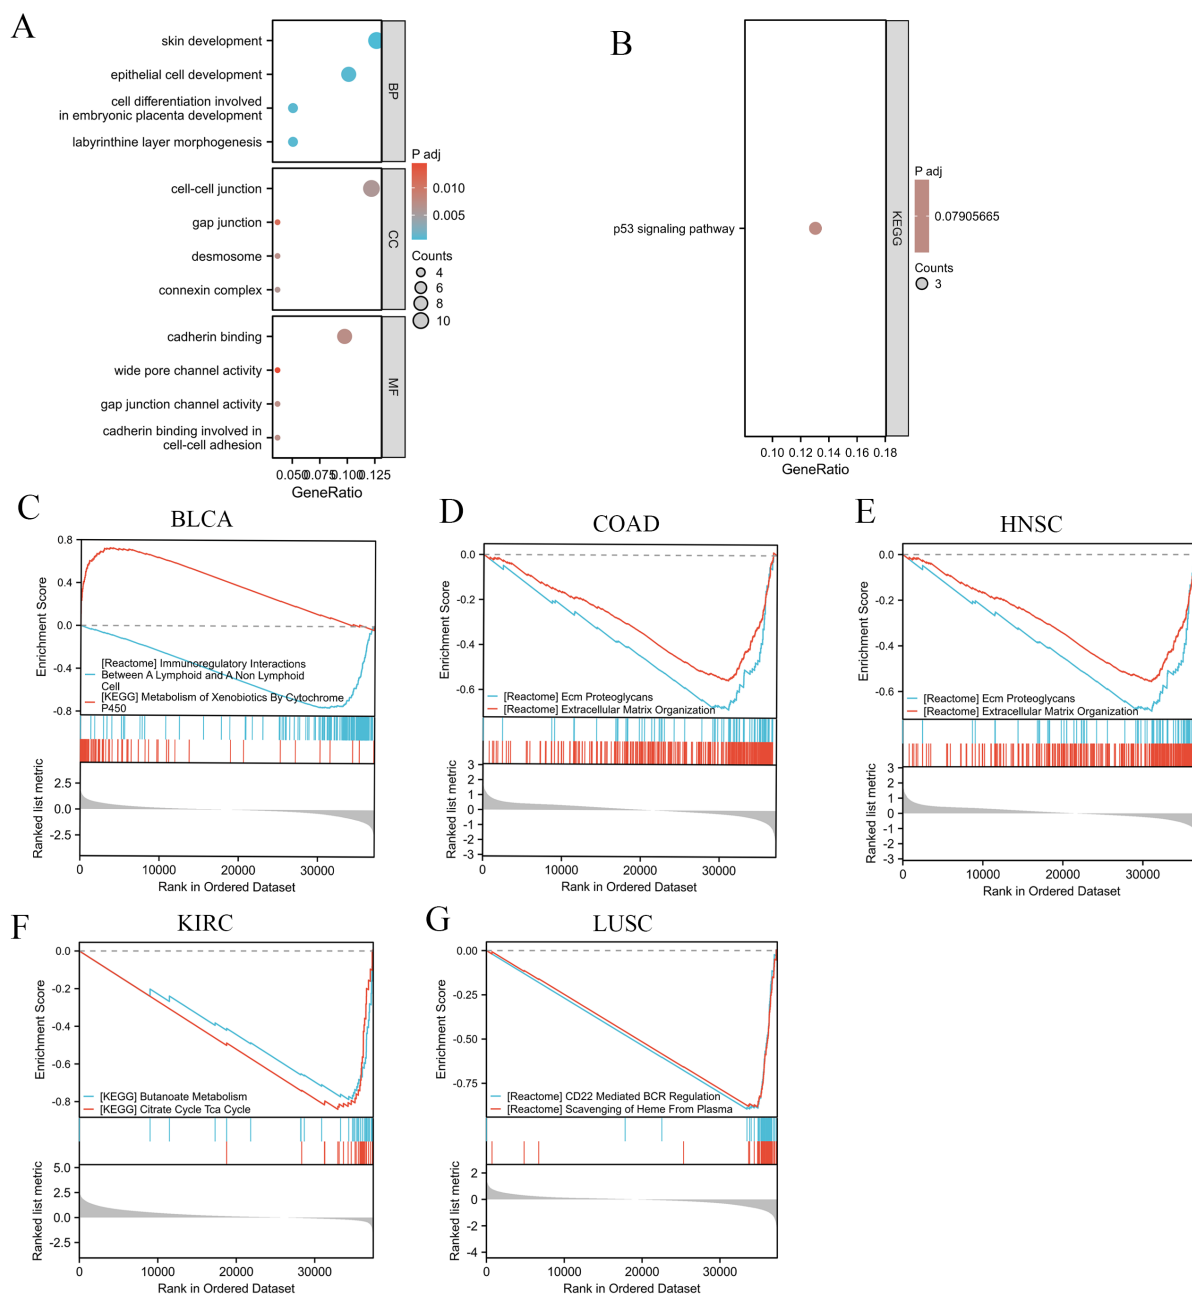 A
skin development
epithelial cell development
cell differentiation involved
in embryonic placenta development
labyrinthine layer morphogenesis
BP
cell-cell junction
gap junction
desmosome
connexin complex
CC
cadherin binding
wide pore channel activity
gap junction channel activity
cadherin binding involved in
cell-cell adhesion
MF
0.050 0.075 0.100 0.125
GeneRatio
P adj
0.010
0.005
Counts
4
6
8
10
B
p53 signaling pathway
KEGG
0.10 0.12 0.14 0.16 0.18
GeneRatio
P adj
0.07905665
Counts
3
C
BLCA
Enrichment Score
0.8
0.4
0.0
-0.4
-0.8
[Reactome] Immunoregulatory Interactions
Between A Lymphoid and A Non Lymphoid
Cell
[KEGG] Metabolism of Xenobiotics By Cytochrome
P450
Ranked list metric
2.5
0.0
-2.5
0 10000 20000 30000
Rank in Ordered Dataset
D
COAD
Enrichment Score
0.0
-0.2
-0.4
-0.6
[Reactome] Ecm Proteoglycans
[Reactome] Extracellular Matrix Organization
Ranked list metric
3
2
1
0
-1
-2
-3
0 10000 20000 30000
Rank in Ordered Dataset
E
HNSC
Enrichment Score
0.0
-0.2
-0.4
-0.6
[Reactome] Ecm Proteoglycans
[Reactome] Extracellular Matrix Organization
Ranked list metric
3
2
1
0
-1
-2
-3
0 10000 20000 30000
Rank in Ordered Dataset
F
KIRC
Enrichment Score
0.0
-0.2
-0.4
-0.6
-0.8
[KEGG] Butanoate Metabolism
[KEGG] Citrate Cycle Tca Cycle
Ranked list metric
5.0
2.5
0.0
-2.5
0 10000 20000 30000
Rank in Ordered Dataset
G
LUSC
Enrichment Score
0.00
-0.25
-0.50
-0.75
[Reactome] CD22 Mediated BCR Regulation
[Reactome] Scavenging of Heme From Plasma
Ranked list metric
2
0
-2
-4
0 10000 20000 30000
Rank in Ordered Dataset